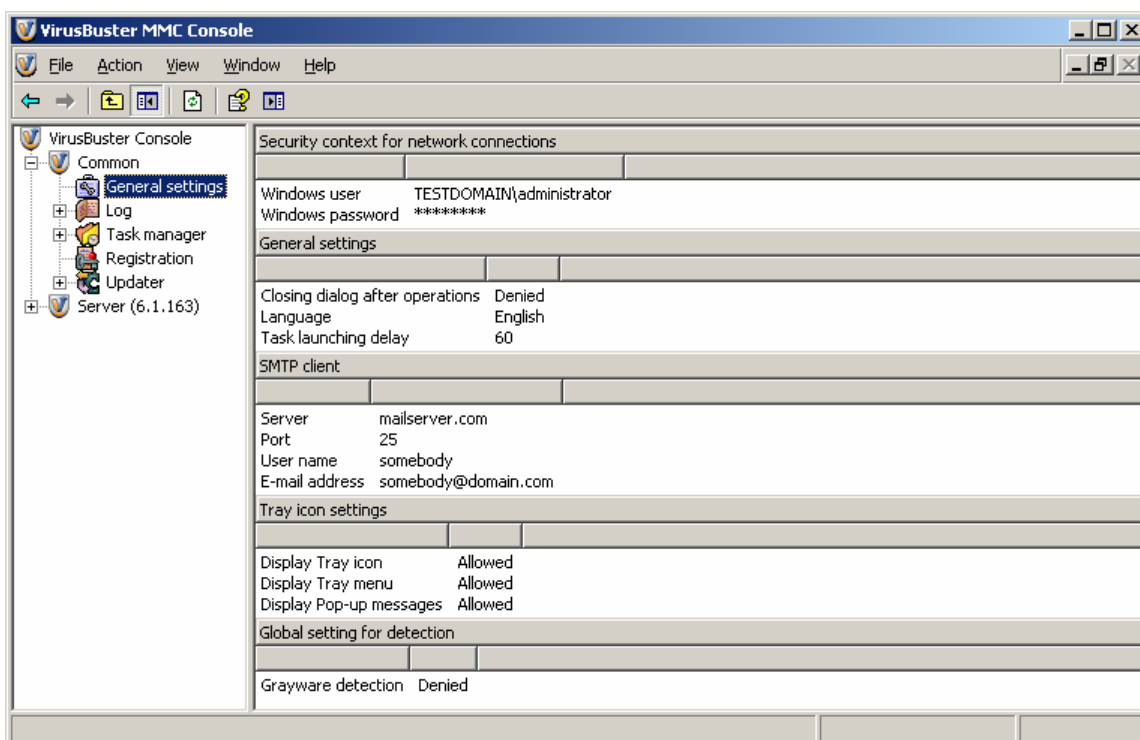 VirusBuster MMC Console
File Action View Window Help
VirusBuster Console
Common
General settings
Log
Task manager
Registration
Updater
Server (6.1.163)
Security context for network connections
Windows user TESTDOMAIN\administrator
Windows password ********
General settings
Closing dialog after operations Denied
Language English
Task launching delay 60
SMTP client
Server mailserver.com
Port 25
User name somebody
E-mail address somebody@domain.com
Tray icon settings
Display Tray icon Allowed
Display Tray menu Allowed
Display Pop-up messages Allowed
Global setting for detection
Grayware detection Denied